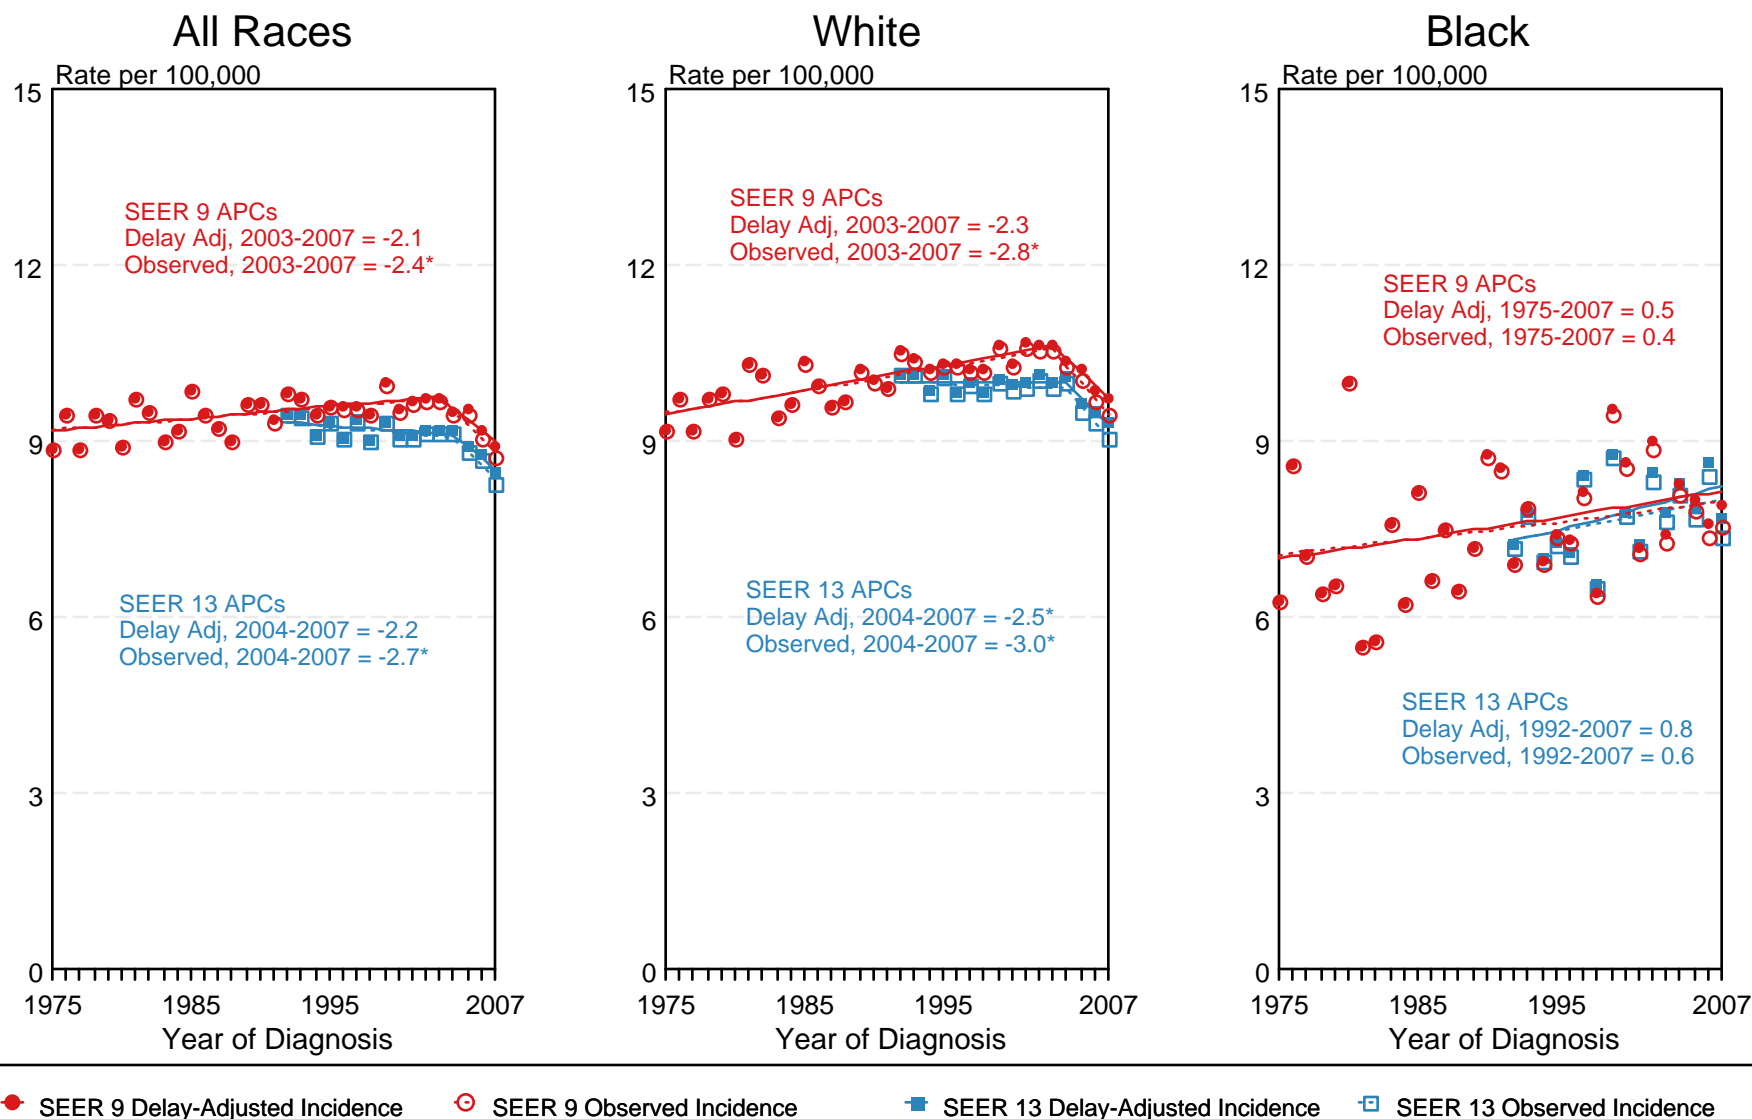 All Races
White
Black
Rate per 100,000
Rate per 100,000
Rate per 100,000
15
12
9
6
3
0
SEER 9 APCs
Delay Adj, 2003-2007 = -2.1
Observed, 2003-2007 = -2.4*
SEER 13 APCs
Delay Adj, 2004-2007 = -2.2
Observed, 2004-2007 = -2.7*
1975 1985 1995 2007
Year of Diagnosis
15
12
9
6
3
0
SEER 9 APCs
Delay Adj, 2003-2007 = -2.3
Observed, 2003-2007 = -2.8*
SEER 13 APCs
Delay Adj, 2004-2007 = -2.5*
Observed, 2004-2007 = -3.0*
1975 1985 1995 2007
Year of Diagnosis
15
12
9
6
3
0
SEER 9 APCs
Delay Adj, 1975-2007 = 0.5
Observed, 1975-2007 = 0.4
SEER 13 APCs
Delay Adj, 1992-2007 = 0.8
Observed, 1992-2007 = 0.6
1975 1985 1995 2007
Year of Diagnosis
SEER 9 Delay-Adjusted Incidence
SEER 9 Observed Incidence
SEER 13 Delay-Adjusted Incidence
SEER 13 Observed Incidence